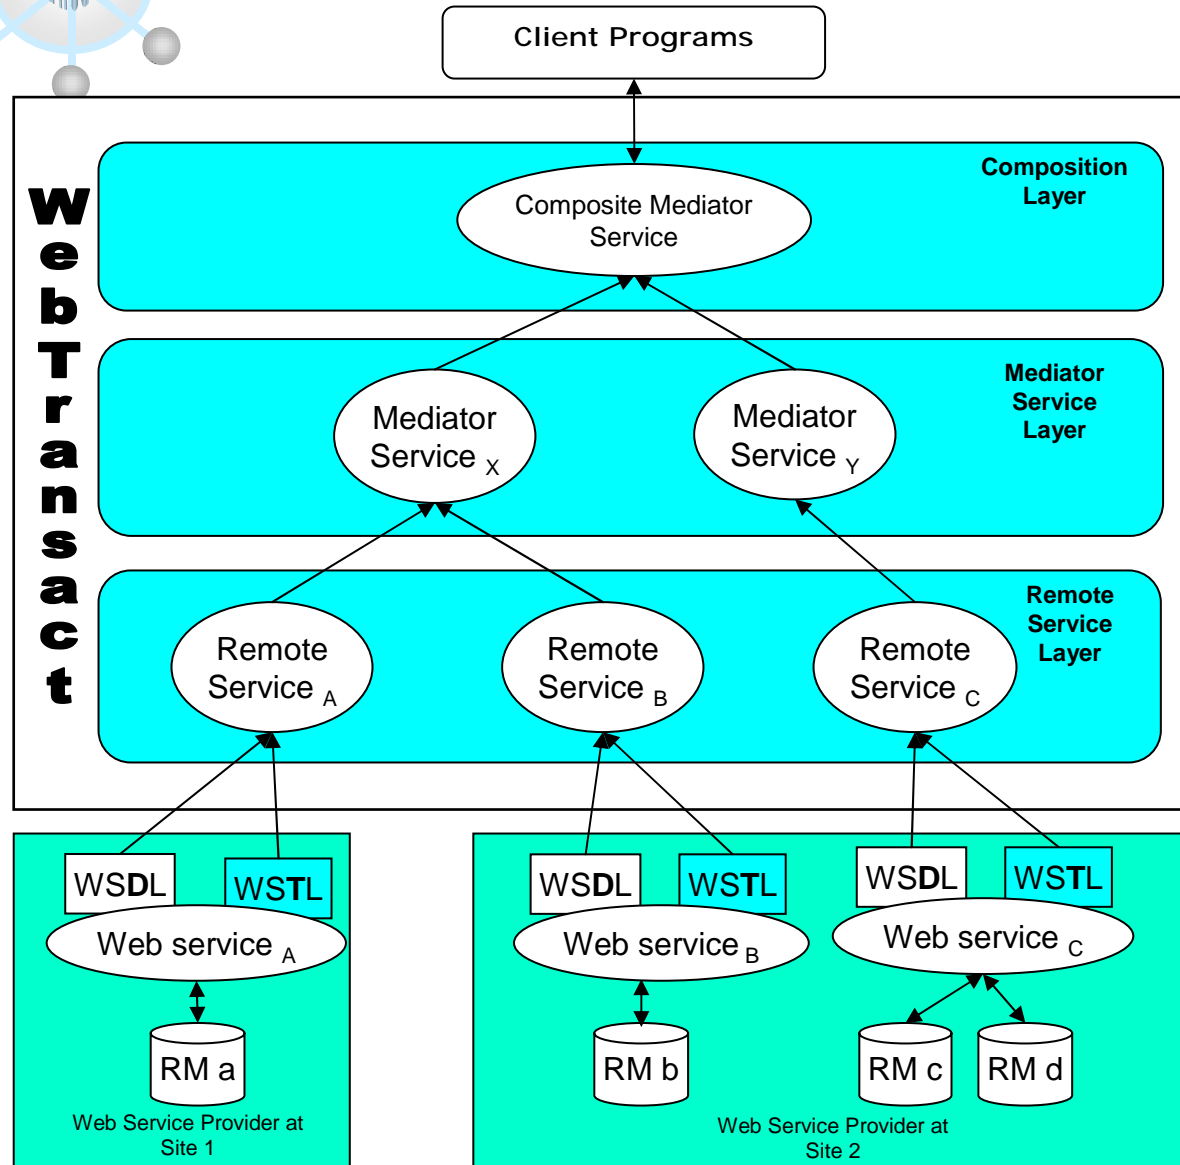 Client Programs
WebTransact
Composition
Layer
Composite Mediator
Service
Mediator
Service
Layer
Mediator
Service X
Mediator
Service Y
Remote
Service
Layer
Remote
Service A
Remote
Service B
Remote
Service C
WSDL
WSTL
WSDL
WSTL
WSDL
WSTL
Web service A
Web service B
Web service C
RM a
RM b
RM c
RM d
Web Service Provider at
Site 1
Web Service Provider at
Site 2